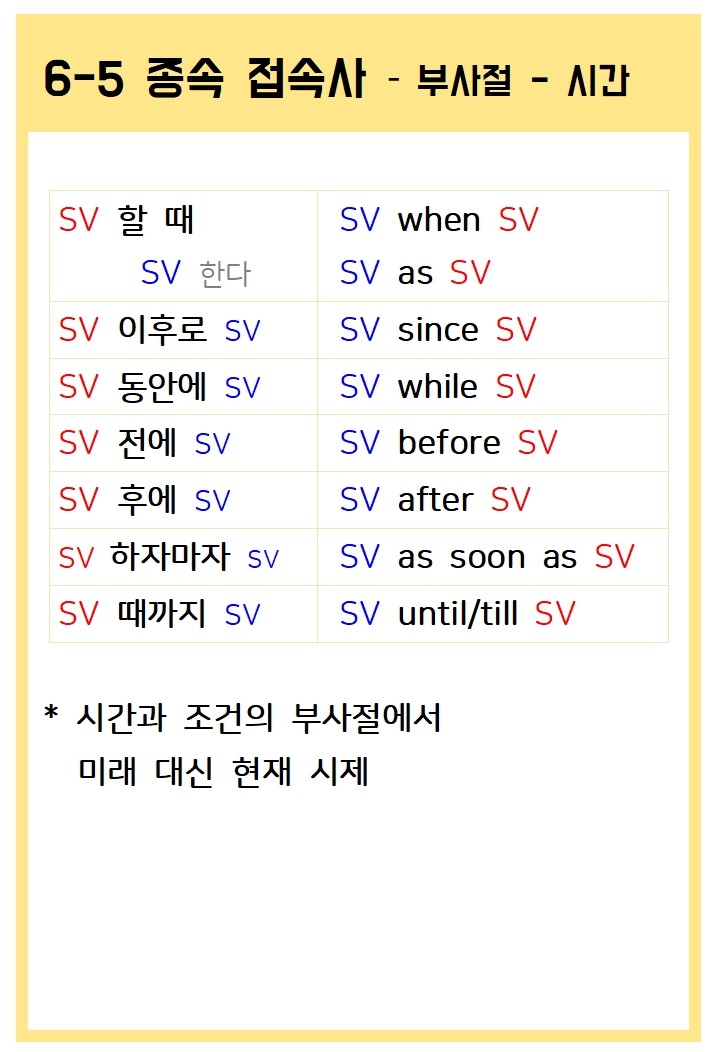 6-5 종속 접속사 - 부사절 - 시간
SV 할 때
SV 한다
SV when SV
SV as SV
SV 이후로 SV
SV since SV
SV 동안에 SV
SV while SV
SV 전에 SV
SV before SV
SV 후에 SV
SV after SV
SV 하자마자 SV
SV as soon as SV
SV 때까지 SV
SV until/till SV
* 시간과 조건의 부사절에서
미래 대신 현재 시제